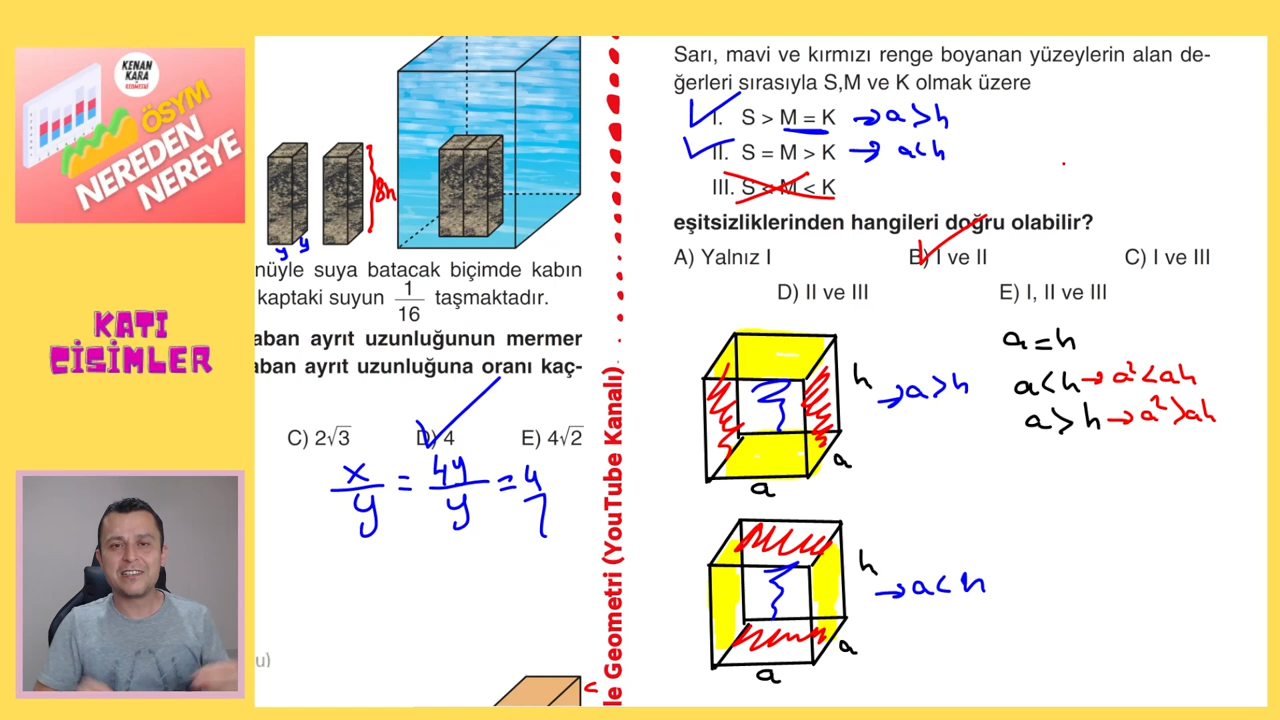 KENAN
KARA
GEOMETRİ
ÖSYM
NEREDEN
NEREYE
KATI
CİSİMLER
8h
y y
nüyle suya batacak biçimde kabın
kaptaki suyun 1/16 taşmaktadır.
aban ayrıt uzunluğunun mermer
aban ayrıt uzunluğuna oranı kaç-
C) 2√3 D) 4 E) 4√2
x/y = 4y/y = 4
u)
le Geometri (YouTube Kanalı)
Sarı, mavi ve kırmızı renge boyanan yüzeylerin alan de-
ğerleri sırasıyla S,M ve K olmak üzere
I. S > M = K → a>h
II. S = M > K → a<h
III. S < M < K
eşitsizliklerinden hangileri doğru olabilir?
A) Yalnız I B) I ve II C) I ve III
D) II ve III E) I, II ve III
h → a>h
a
a
a=h
a<h → a²<ah
a>h → a²>ah
h → a<h
a
a